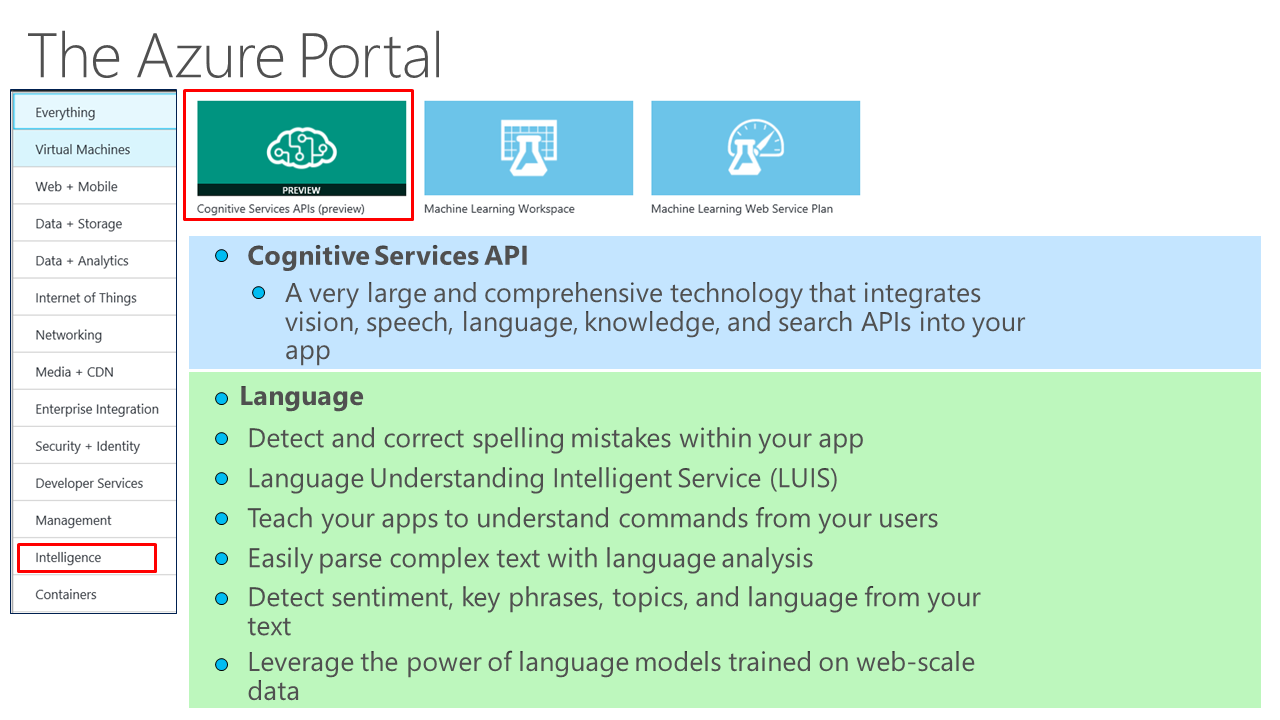 The Azure Portal
Everything
Virtual Machines
Web + Mobile
Data + Storage
Data + Analytics
Internet of Things
Networking
Media + CDN
Enterprise Integration
Security + Identity
Developer Services
Management
Intelligence
Containers
PREVIEW
Cognitive Services APIs (preview)
Machine Learning Workspace
Machine Learning Web Service Plan
Cognitive Services API
A very large and comprehensive technology that integrates
vision, speech, language, knowledge, and search APIs into your
app
Language
Detect and correct spelling mistakes within your app
Language Understanding Intelligent Service (LUIS)
Teach your apps to understand commands from your users
Easily parse complex text with language analysis
Detect sentiment, key phrases, topics, and language from your
text
Leverage the power of language models trained on web-scale
data